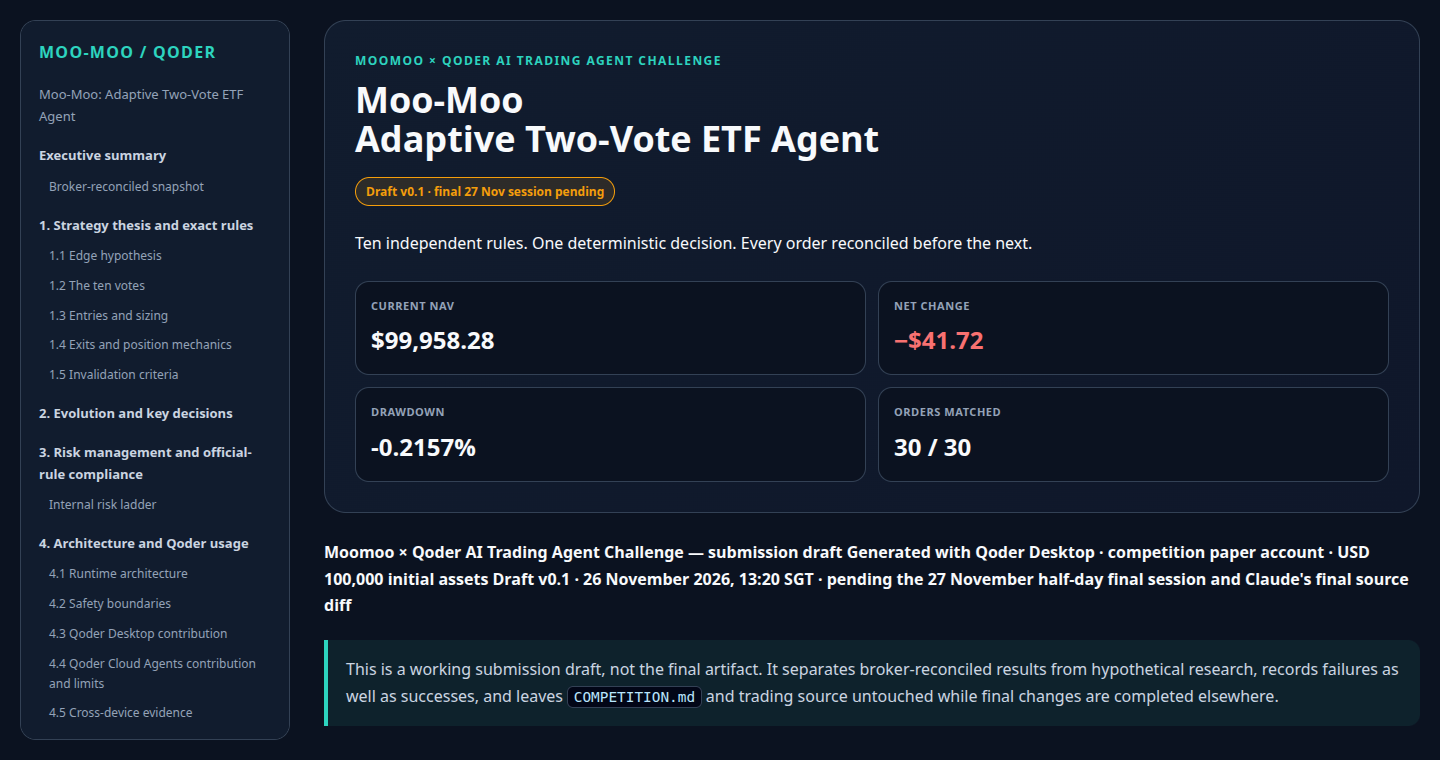 MOO-MOO / QODER
Moo-Moo: Adaptive Two-Vote ETF
Agent
Executive summary
Broker-reconciled snapshot
1. Strategy thesis and exact rules
1.1 Edge hypothesis
1.2 The ten votes
1.3 Entries and sizing
1.4 Exits and position mechanics
1.5 Invalidation criteria
2. Evolution and key decisions
3. Risk management and official-
rule compliance
Internal risk ladder
4. Architecture and Qoder usage
4.1 Runtime architecture
4.2 Safety boundaries
4.3 Qoder Desktop contribution
4.4 Qoder Cloud Agents contribution
and limits
4.5 Cross-device evidence
MOOMOO × QODER AI TRADING AGENT CHALLENGE
Moo-Moo
Adaptive Two-Vote ETF Agent
Draft v0.1 · final 27 Nov session pending
Ten independent rules. One deterministic decision. Every order reconciled before the next.
CURRENT NAV
$99,958.28
NET CHANGE
−$41.72
DRAWDOWN
-0.2157%
ORDERS MATCHED
30 / 30
Moomoo × Qoder AI Trading Agent Challenge — submission draft Generated with Qoder Desktop · competition paper account · USD
100,000 initial assets Draft v0.1 · 26 November 2026, 13:20 SGT · pending the 27 November half-day final session and Claude's final source
diff
This is a working submission draft, not the final artifact. It separates broker-reconciled results from hypothetical research, records failures as
well as successes, and leaves COMPETITION.md and trading source untouched while final changes are completed elsewhere.